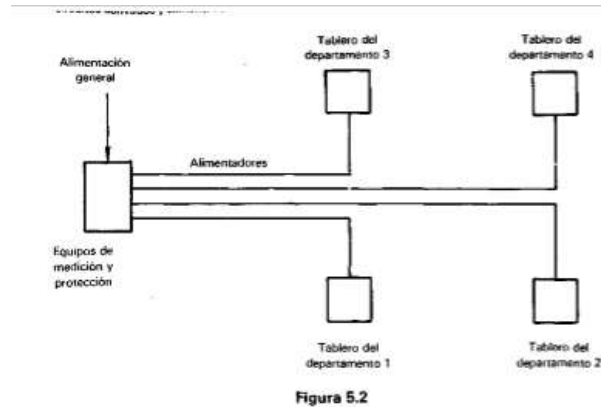 Alimentación
general
Tablero del
departamento 3
Tablero del
departamento 4
Alimentadores
Equipos de
medición y
protección
Tablero del
departamento 1
Tablero del
departamento 2
Figura 5.2